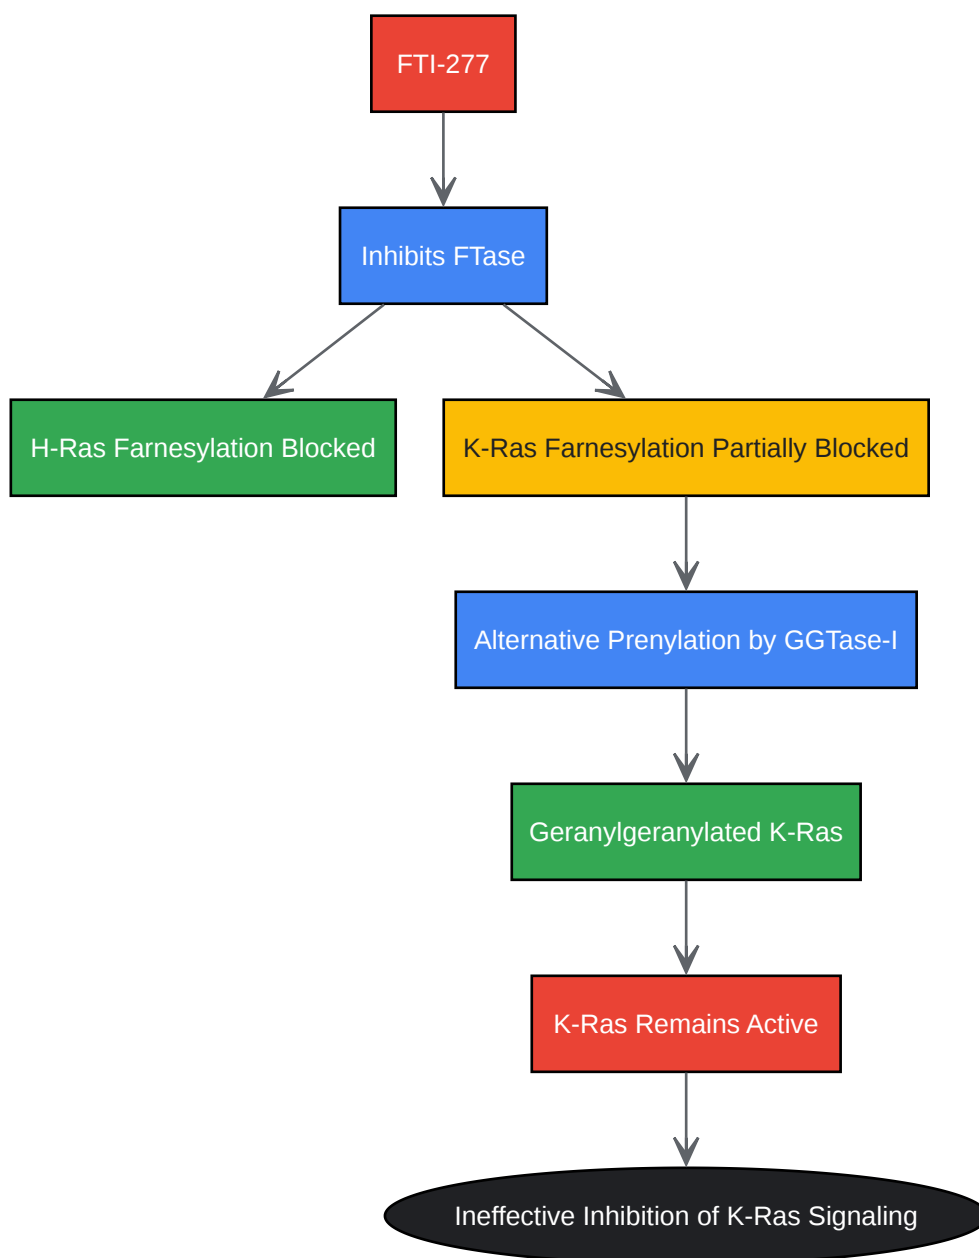 FTI-277
Inhibits FTase
H-Ras Farnesylation Blocked
K-Ras Farnesylation Partially Blocked
Alternative Prenylation by GGTase-I
Geranylgeranylated K-Ras
K-Ras Remains Active
Ineffective Inhibition of K-Ras Signaling